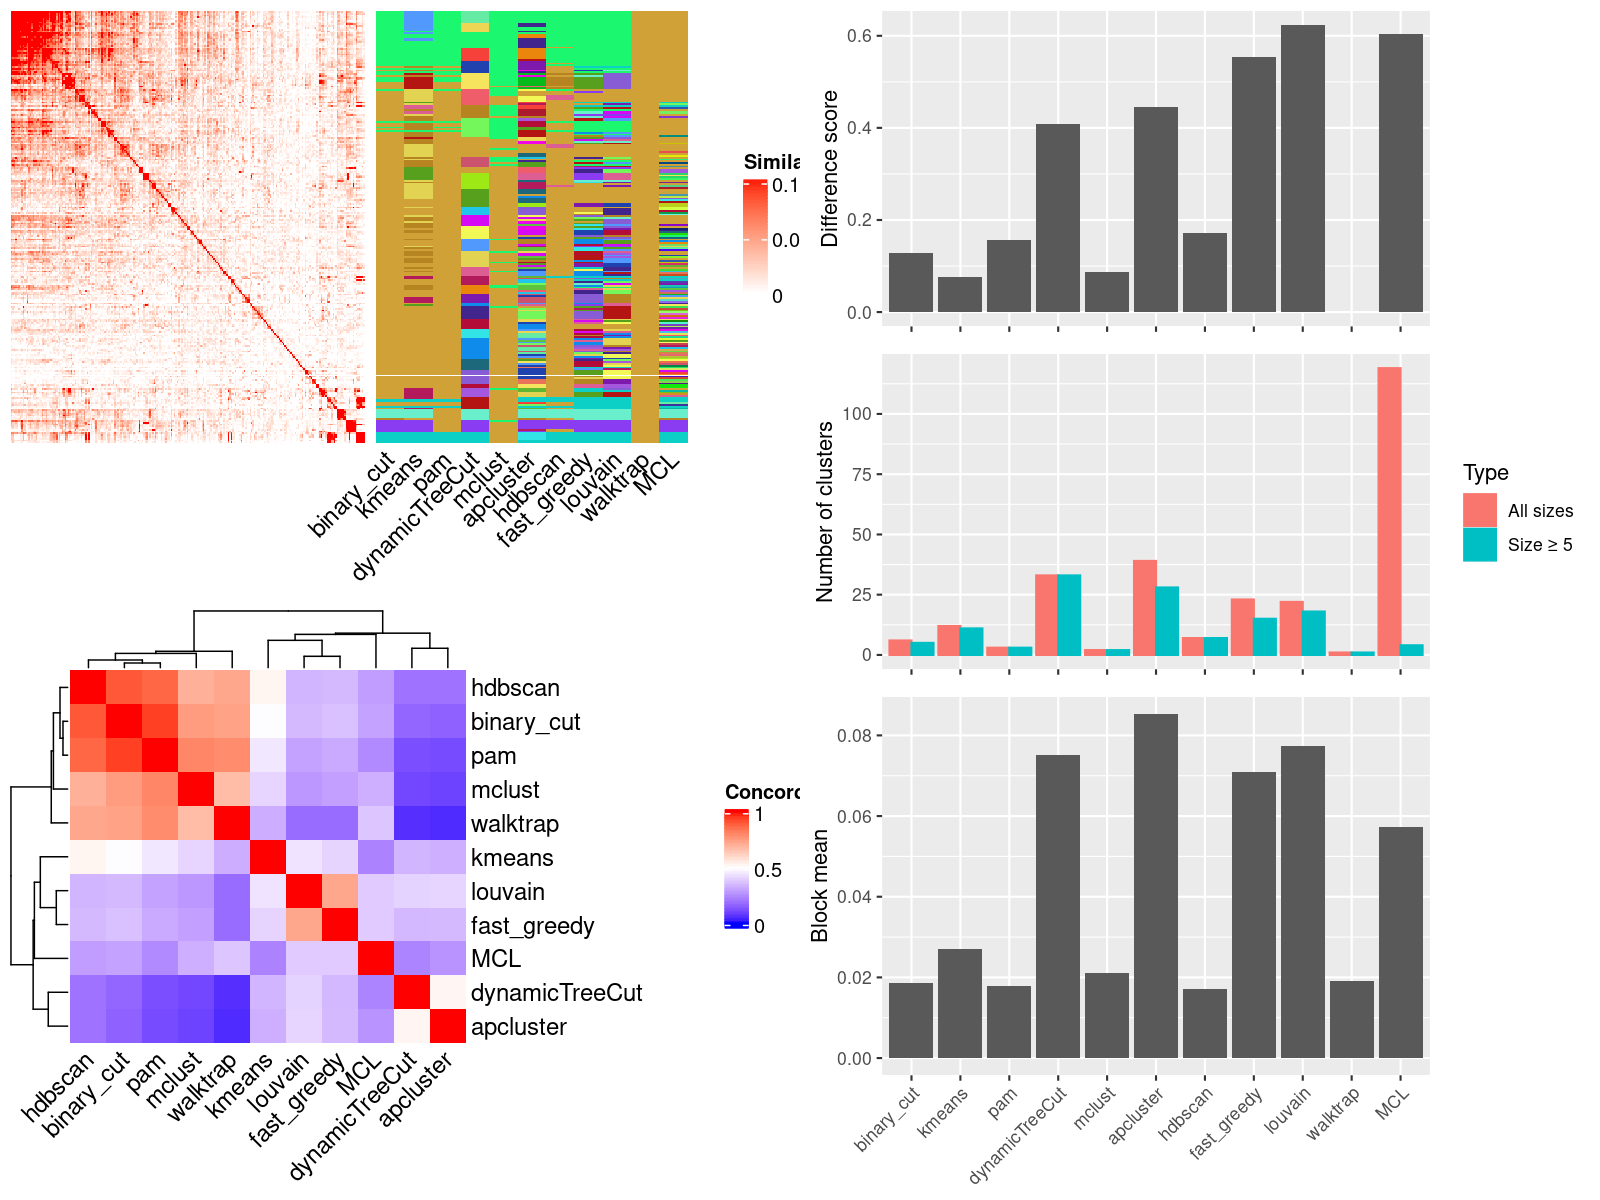 Simila
0.1
0.0
0
binary_cut
kmeans
pam
dynamicTreeCut
mclust
apcluster
hdbscan
fast_greedy
louvain
walktrap
MCL
hdbscan
binary_cut
pam
mclust
walktrap
kmeans
louvain
fast_greedy
MCL
dynamicTreeCut
apcluster
hdbscan
binary_cut
pam
mclust
walktrap
kmeans
louvain
fast_greedy
MCL
dynamicTreeCut
apcluster
Concord
1
0.5
0
Difference score
0.6
0.4
0.2
0.0
Number of clusters
100
75
50
25
0
Type
All sizes
Size ≥ 5
Block mean
0.08
0.06
0.04
0.02
0.00
binary_cut
kmeans
pam
dynamicTreeCut
mclust
apcluster
hdbscan
fast_greedy
louvain
walktrap
MCL